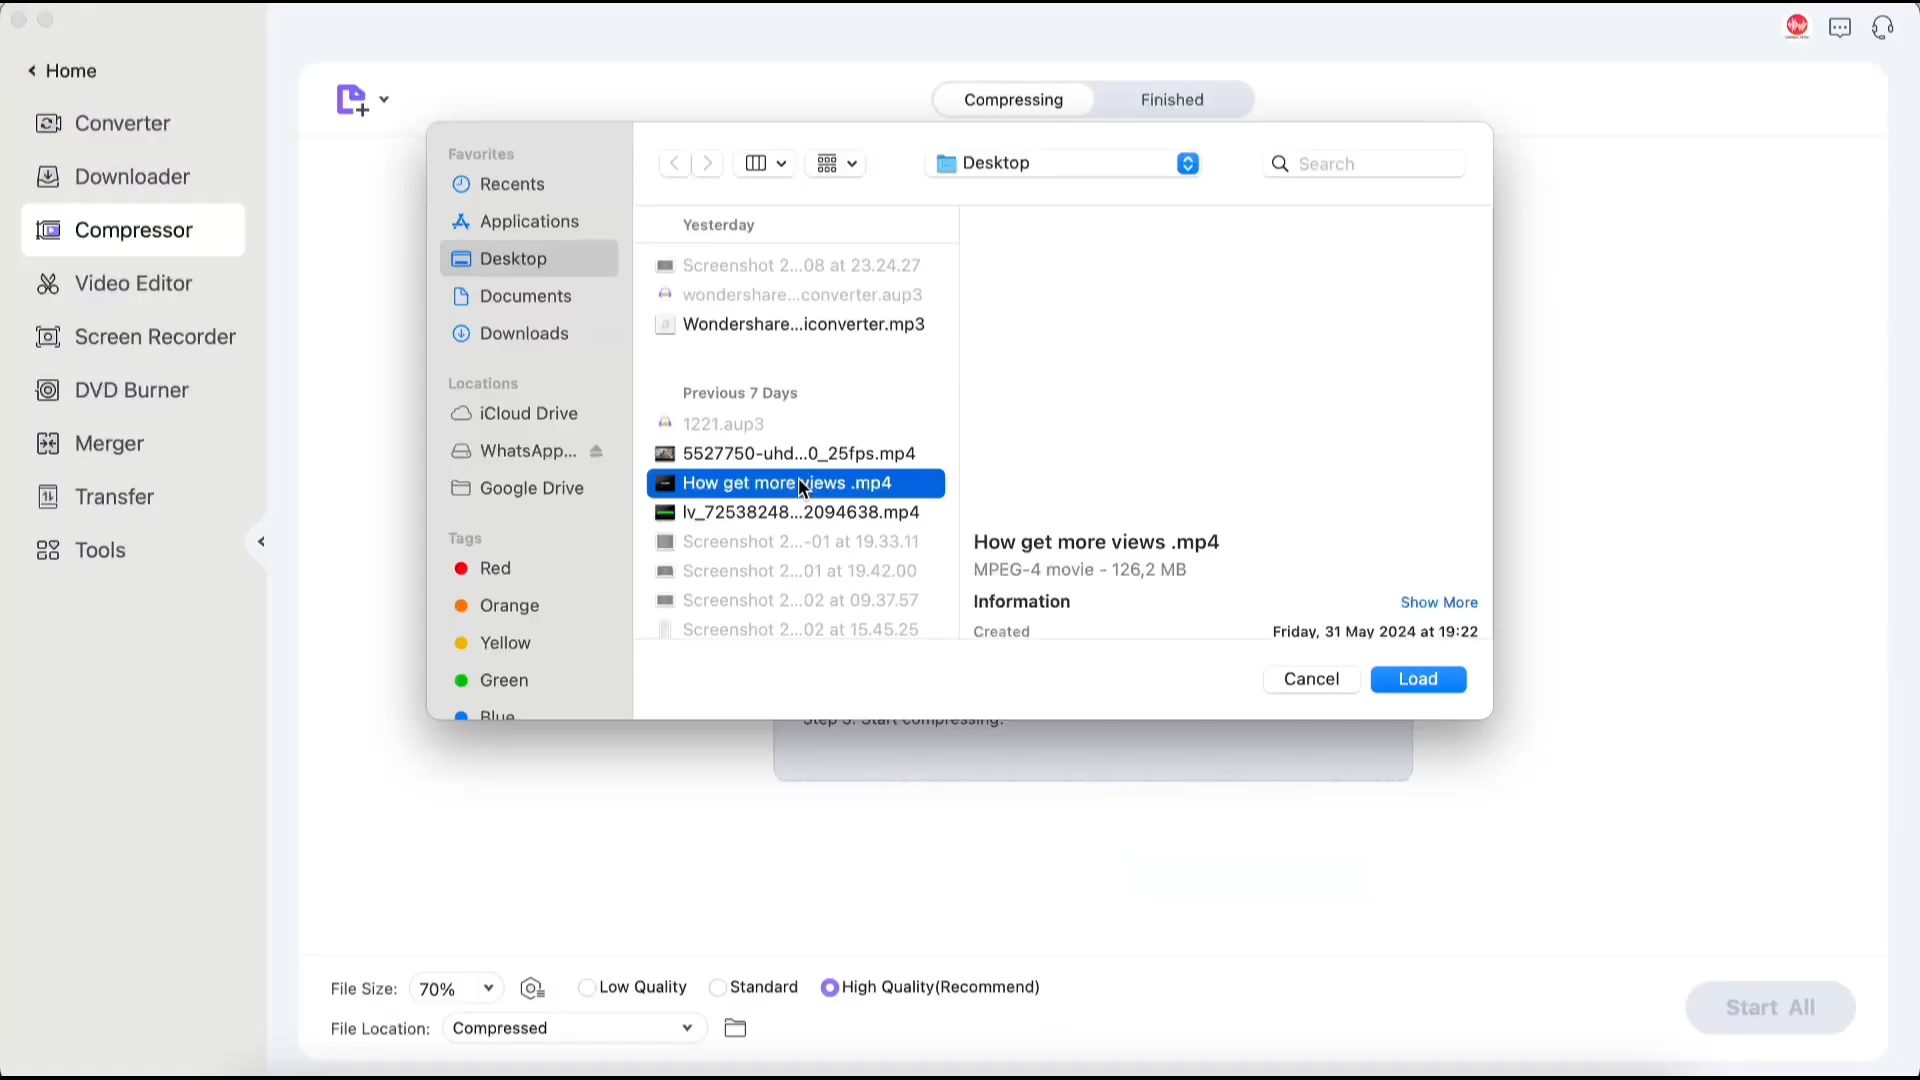 Home
Converter
Downloader
Compressor
Video Editor
Screen Recorder
DVD Burner
Merger
Transfer
Tools
Compressing
Finished
Favorites
Recents
Applications
Desktop
Documents
Downloads
Locations
iCloud Drive
WhatsApp...
Google Drive
Tags
Red
Orange
Yellow
Green
Blue
Desktop
Search
Yesterday
Screenshot 2...08 at 23.24.27
wondershare...converter.aup3
Wondershare...iconverter.mp3
Previous 7 Days
1221.aup3
5527750-uhd...0_25fps.mp4
How get more views .mp4
lv_72538248...2094638.mp4
Screenshot 2...-01 at 19.33.11
Screenshot 2...01 at 19.42.00
Screenshot 2...02 at 09.37.57
Screenshot 2...02 at 15.45.25
How get more views .mp4
MPEG-4 movie - 126,2 MB
Information
Show More
Created
Friday, 31 May 2024 at 19:22
Cancel
Load
Step 3: Start compressing.
File Size: 70%
Low Quality
Standard
High Quality(Recommend)
File Location: Compressed
Start All